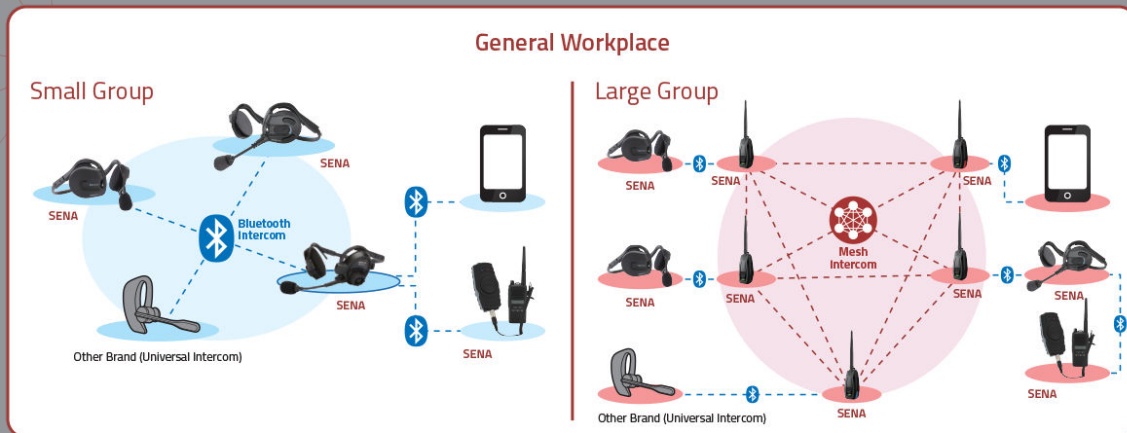 General Workplace
Small Group
SENA
SENA
Bluetooth
Intercom
SENA
SENA
Other Brand (Universal Intercom)
Large Group
SENA
SENA
SENA
Mesh
Intercom
SENA
SENA
SENA
SENA
SENA
SENA
Other Brand (Universal Intercom)